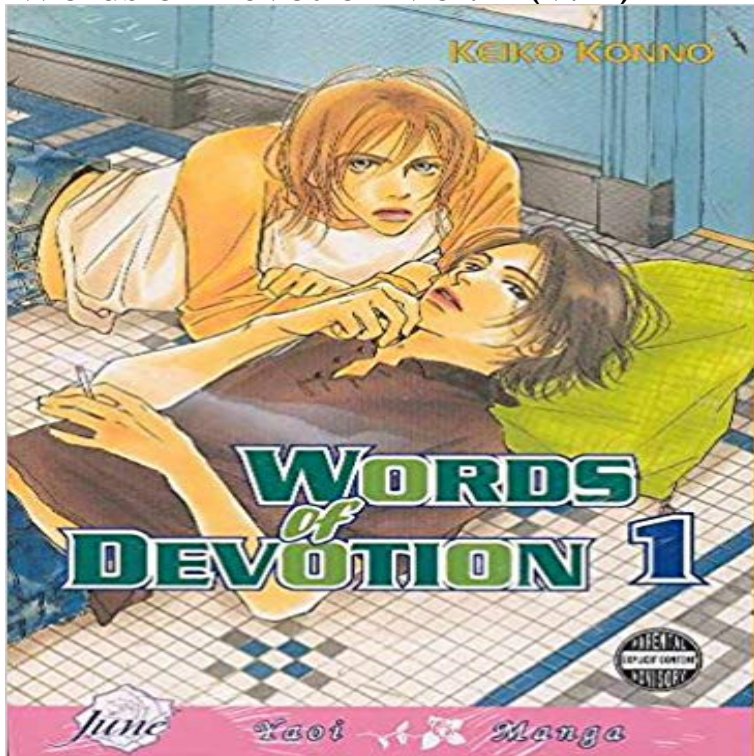 KEIKO KONNO
WORDS
of
DEVOTION 1
PARENTAL
EXPLICIT CONTENT
ADVISORY
June Yaoi Manga